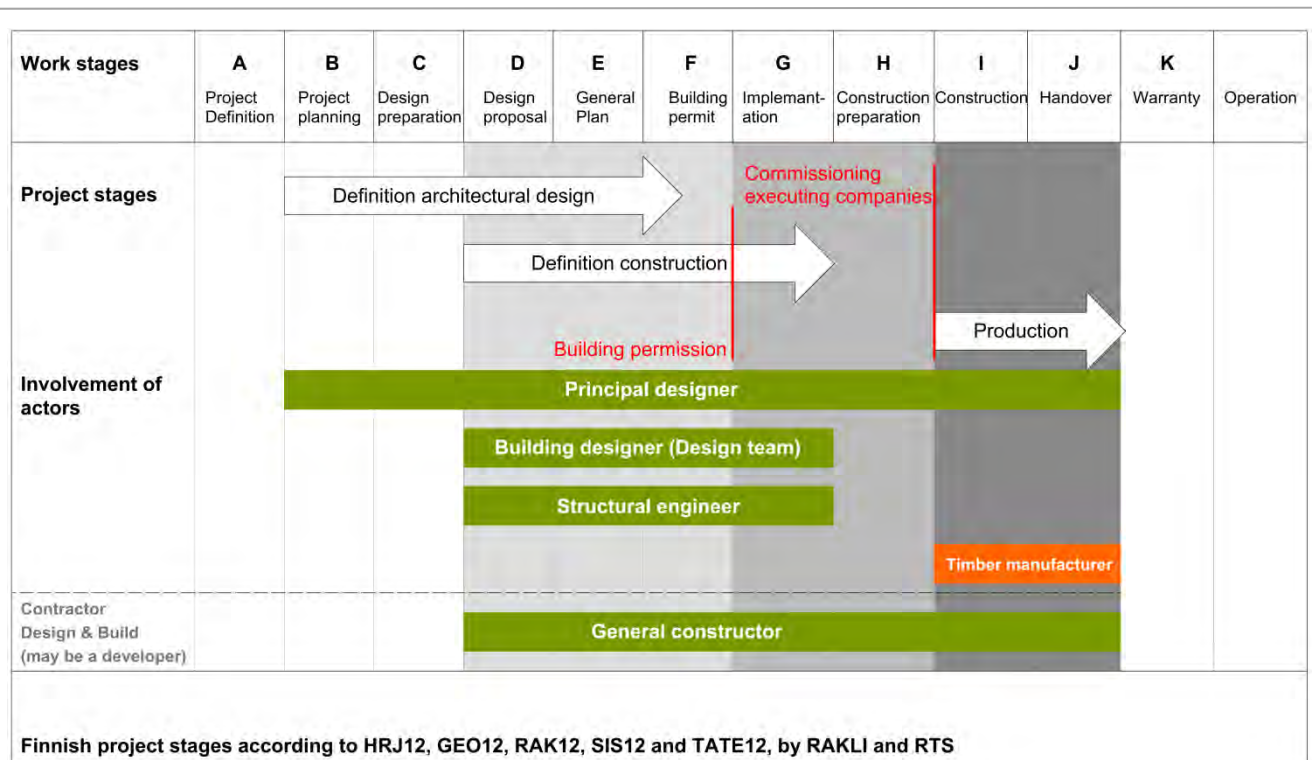 Work stages
A
B
C
D
E
F
G
H
I
J
K
Project
Definition
Project
planning
Design
preparation
Design
proposal
General
Plan
Building
permit
Implemant-
ation
Construction
preparation
Construction
Handover
Warranty
Operation
Project stages
Definition architectural design
Commissioning
executing companies
Definition construction
Production
Building permission
Involvement of
actors
Principal designer
Building designer (Design team)
Structural engineer
Timber manufacturer
Contractor
Design & Build
(may be a developer)
General constructor
Finnish project stages according to HRJ12, GEO12, RAK12, SIS12 and TATE12, by RAKLI and RTS